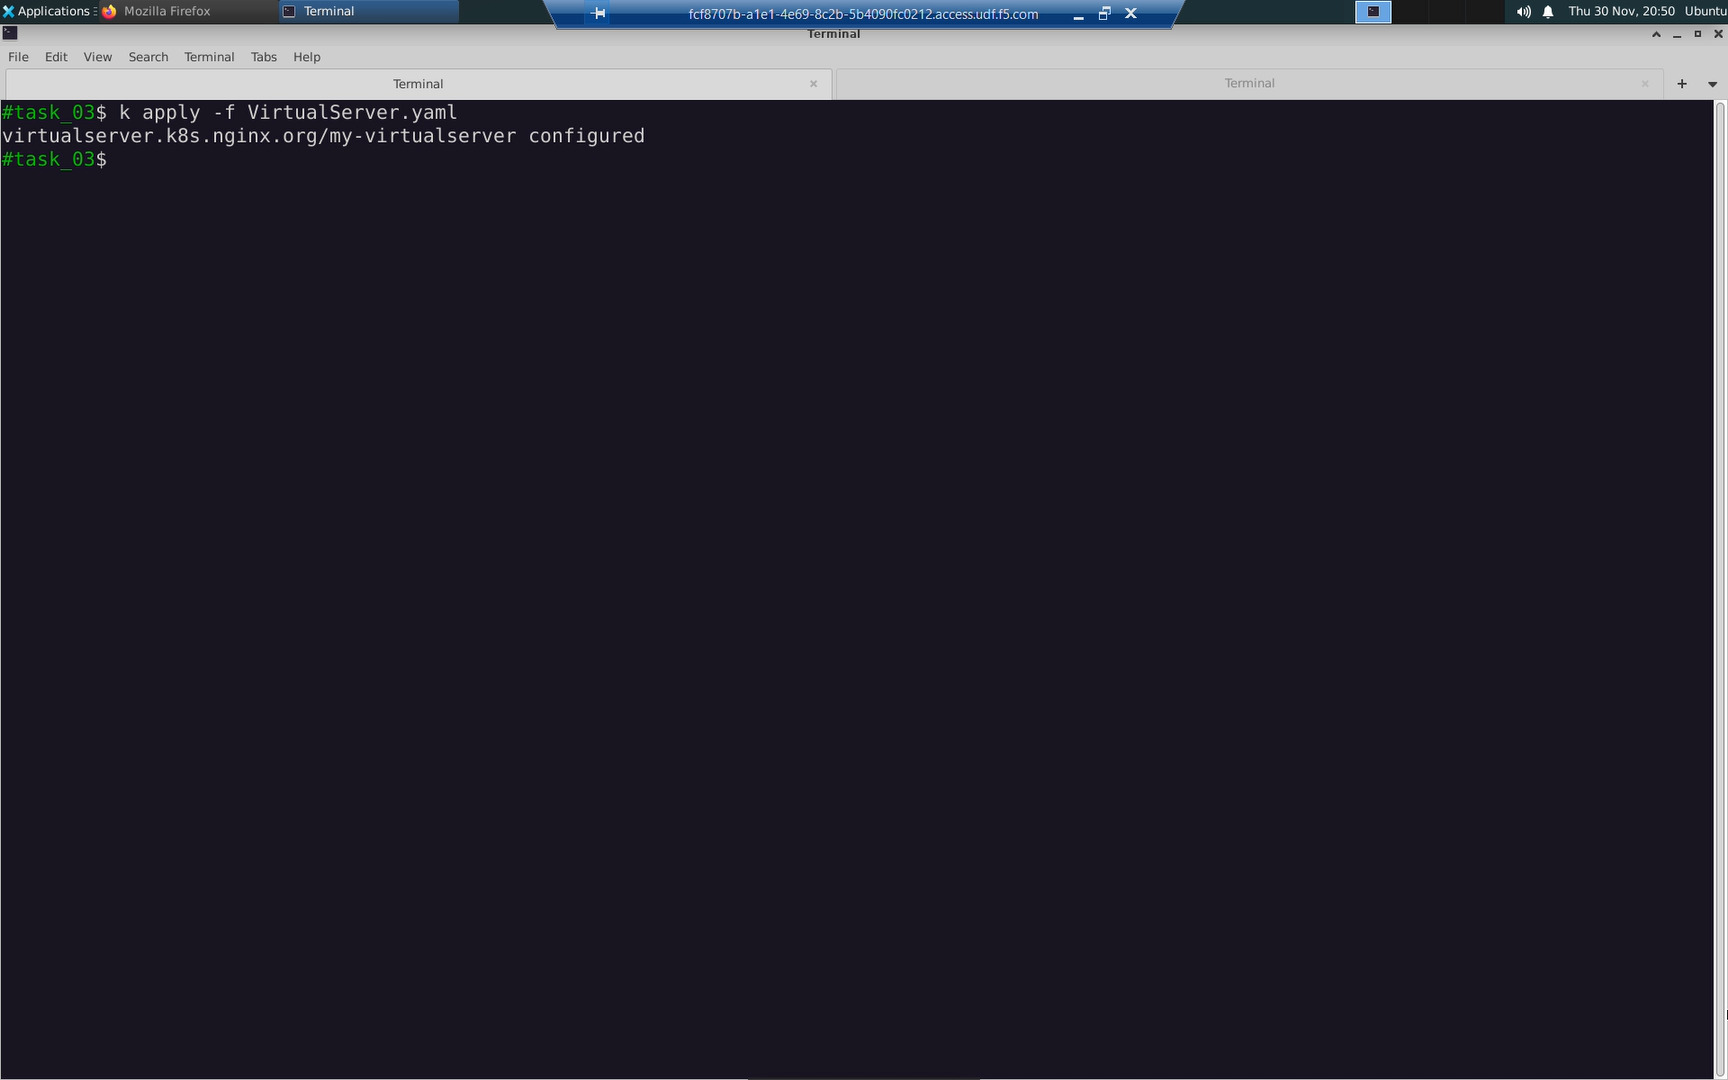 Applications Mozilla Firefox Terminal fcf8707b-a1e1-4e69-8c2b-5b4090fc0212.access.udf.f5.com Thu 30 Nov, 20:50 Ubuntu
Terminal
File Edit View Search Terminal Tabs Help
Terminal Terminal
#task_03$ k apply -f VirtualServer.yaml
virtualserver.k8s.nginx.org/my-virtualserver configured
#task_03$